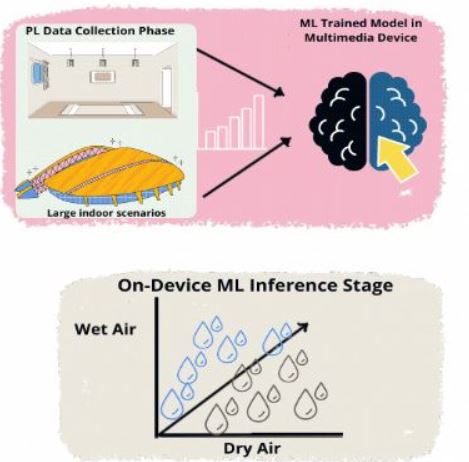 PL Data Collection Phase
ML Trained Model in
Multimedia Device
Large indoor scenarios
On-Device ML Inference Stage
Wet Air
Dry Air